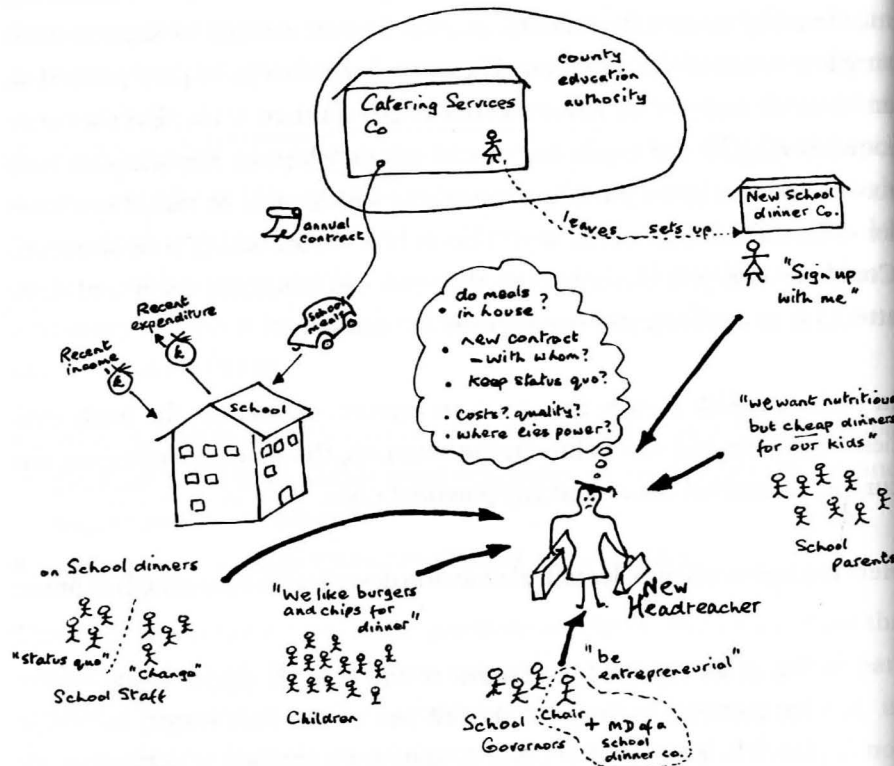 county
education
authority
Catering Services
Co
annual
contract
leaves sets up
New School
dinner Co.
"Sign up
with me"
Recent
expenditure
Recent
income
£
£
School
meals
School
• do meals
in house?
• new contract
- with whom?
• keep status quo?
• costs? quality?
• where lies power?
"we want nutritious
but cheap dinners
for our kids"
School
parents
New
Headteacher
on School dinners
"status quo"
"change"
School Staff
"We like burgers
and chips for
dinner"
Children
"be
entrepreneurial"
School
Governors
Chair
+ MD of a
school
dinner co.